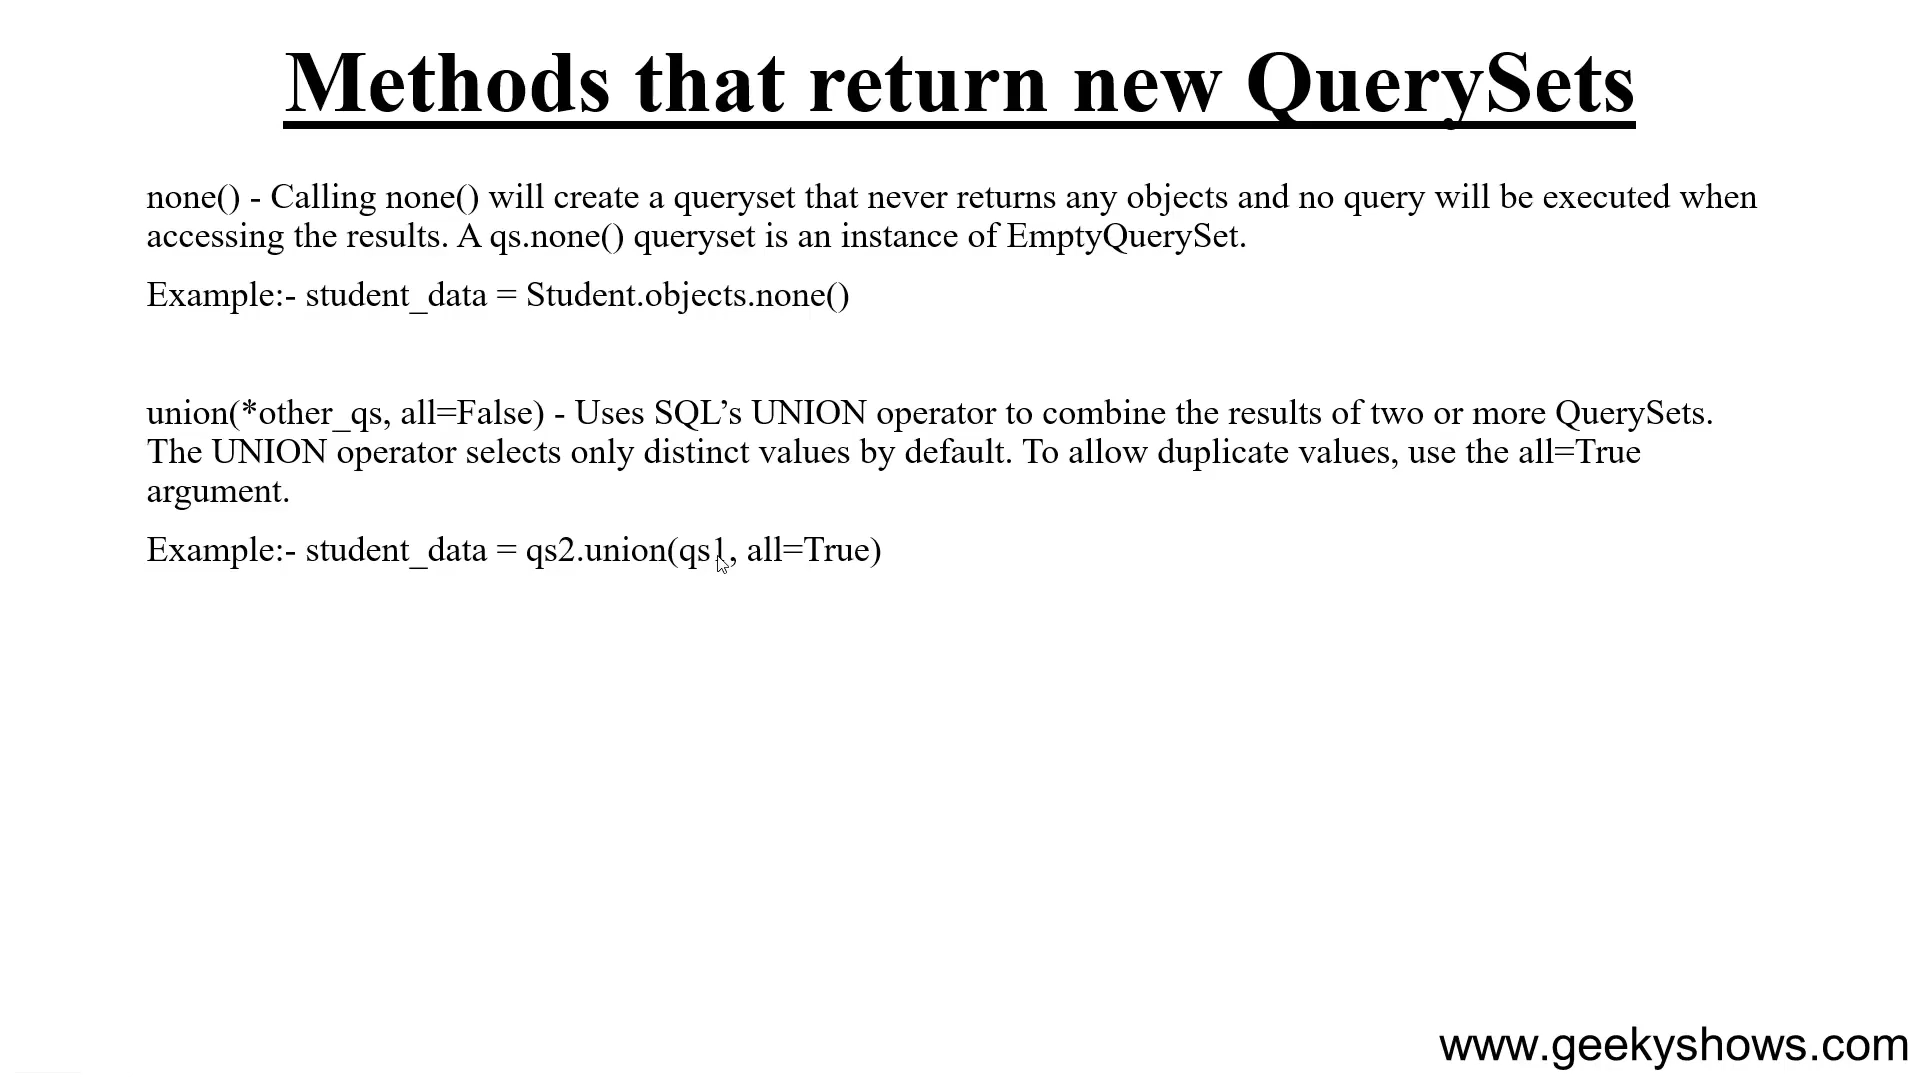 Methods that return new QuerySets
none() - Calling none() will create a queryset that never returns any objects and no query will be executed when
accessing the results. A qs.none() queryset is an instance of EmptyQuerySet.
Example:- student_data = Student.objects.none()
union(*other_qs, all=False) - Uses SQL’s UNION operator to combine the results of two or more QuerySets.
The UNION operator selects only distinct values by default. To allow duplicate values, use the all=True
argument.
Example:- student_data = qs2.union(qs1, all=True)
www.geekyshows.com